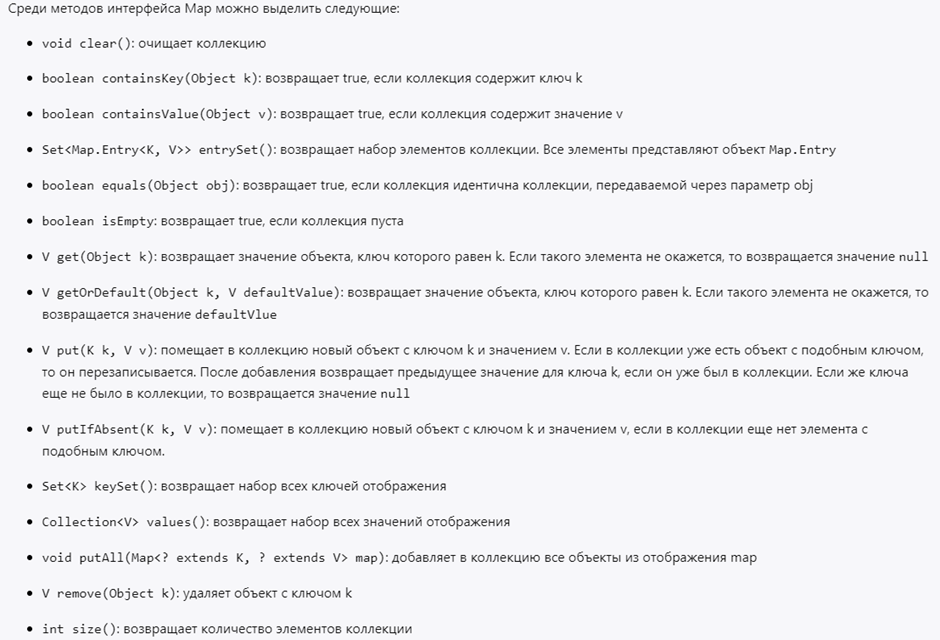 Среди методов интерфейса Map можно выделить следующие:
• void clear(): очищает коллекцию
• boolean containsKey(Object k): возвращает true, если коллекция содержит ключ k
• boolean containsValue(Object v): возвращает true, если коллекция содержит значение v
• Set<Map.Entry<K, V>> entrySet(): возвращает набор элементов коллекции. Все элементы представляют объект Map.Entry
• boolean equals(Object obj): возвращает true, если коллекция идентична коллекции, передаваемой через параметр obj
• boolean isEmpty: возвращает true, если коллекция пуста
• V get(Object k): возвращает значение объекта, ключ которого равен k. Если такого элемента не окажется, то возвращается значение null
• V getOrDefault(Object k, V defaultValue): возвращает значение объекта, ключ которого равен k. Если такого элемента не окажется, то
возвращается значение defaultVlue
• V put(K k, V v): помещает в коллекцию новый объект с ключом k и значением v. Если в коллекции уже есть объект с подобным ключом,
то он перезаписывается. После добавления возвращает предыдущее значение для ключа k, если он уже был в коллекции. Если же ключа
еще не было в коллекции, то возвращается значение null
• V putIfAbsent(K k, V v): помещает в коллекцию новый объект с ключом k и значением v, если в коллекции еще нет элемента с
подобным ключом.
• Set<K> keySet(): возвращает набор всех ключей отображения
• Collection<V> values(): возвращает набор всех значений отображения
• void putAll(Map<? extends K, ? extends V> map): добавляет в коллекцию все объекты из отображения map
• V remove(Object k): удаляет объект с ключом k
• int size(): возвращает количество элементов коллекции